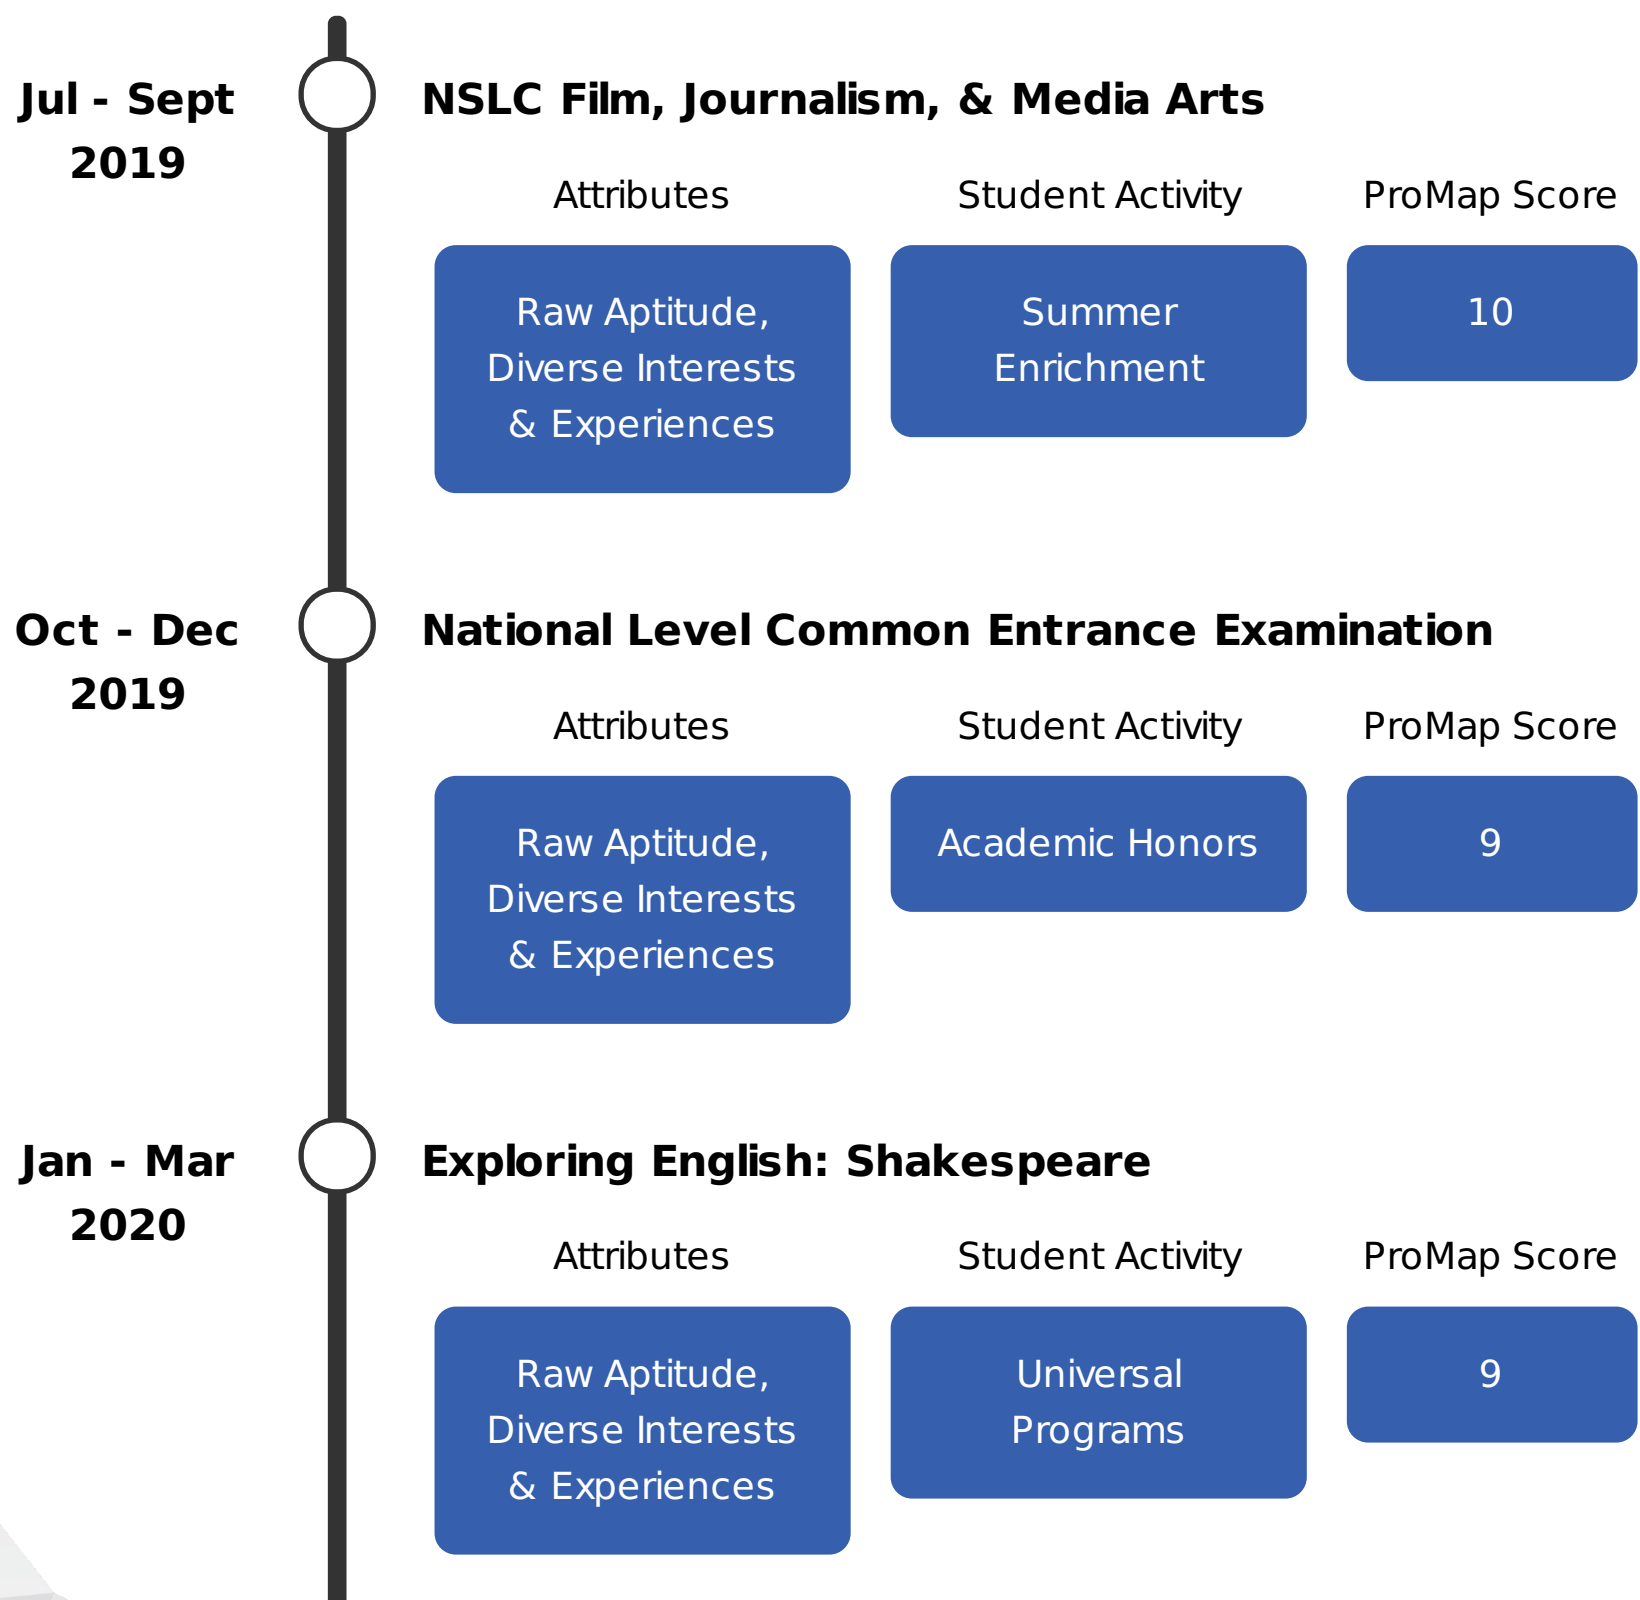 Jul - Sept
2019
NSLC Film, Journalism, & Media Arts
Attributes
Student Activity
ProMap Score
Raw Aptitude,
Diverse Interests
& Experiences
Summer
Enrichment
10
Oct - Dec
2019
National Level Common Entrance Examination
Attributes
Student Activity
ProMap Score
Raw Aptitude,
Diverse Interests
& Experiences
Academic Honors
9
Jan - Mar
2020
Exploring English: Shakespeare
Attributes
Student Activity
ProMap Score
Raw Aptitude,
Diverse Interests
& Experiences
Universal
Programs
9